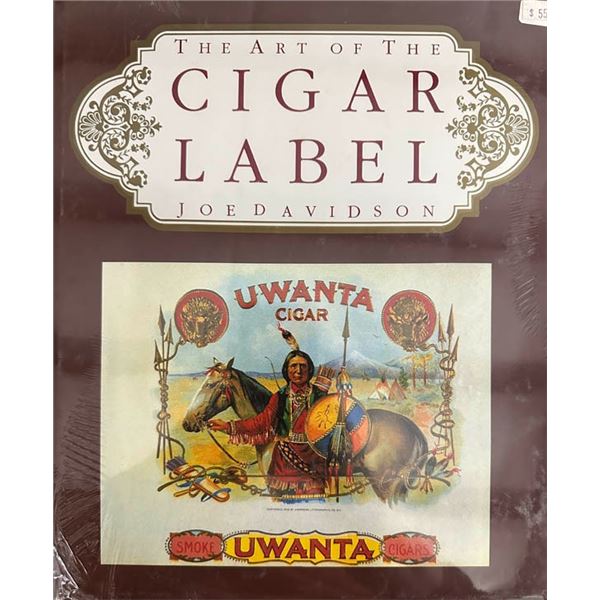 $ 55
THE ART OF THE
CIGAR
LABEL
JOE DAVIDSON
UWANTA
CIGAR
SMOKE UWANTA CIGARS